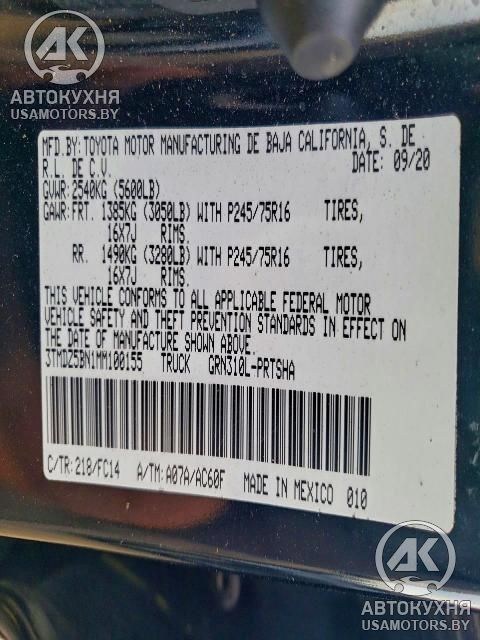 AK
АВТОКУХНЯ
USAMOTORS.BY
MFD.BY:TOYOTA MOTOR MANUFACTURING DE BAJA CALIFORNIA, S. DE
R.L. DE C.V. DATE: 09/20
GVWR:2540KG (5600LB)
GAWR:FRT. 1385KG (3050LB) WITH P245/75R16 TIRES,
16X7J RIMS.
RR. 1490KG (3280LB) WITH P245/75R16 TIRES,
16X7J RIMS.
THIS VEHICLE CONFORMS TO ALL APPLICABLE FEDERAL MOTOR
VEHICLE SAFETY AND THEFT PREVENTION STANDARDS IN EFFECT ON
THE DATE OF MANUFACTURE SHOWN ABOVE.
3TMDZ5BN1MM100155 TRUCK GRN310L-PRTSHA
C/TR:218/FC14 A/TM:A07A/AC60F MADE IN MEXICO 010
AK
АВТОКУХНЯ
USAMOTORS.BY